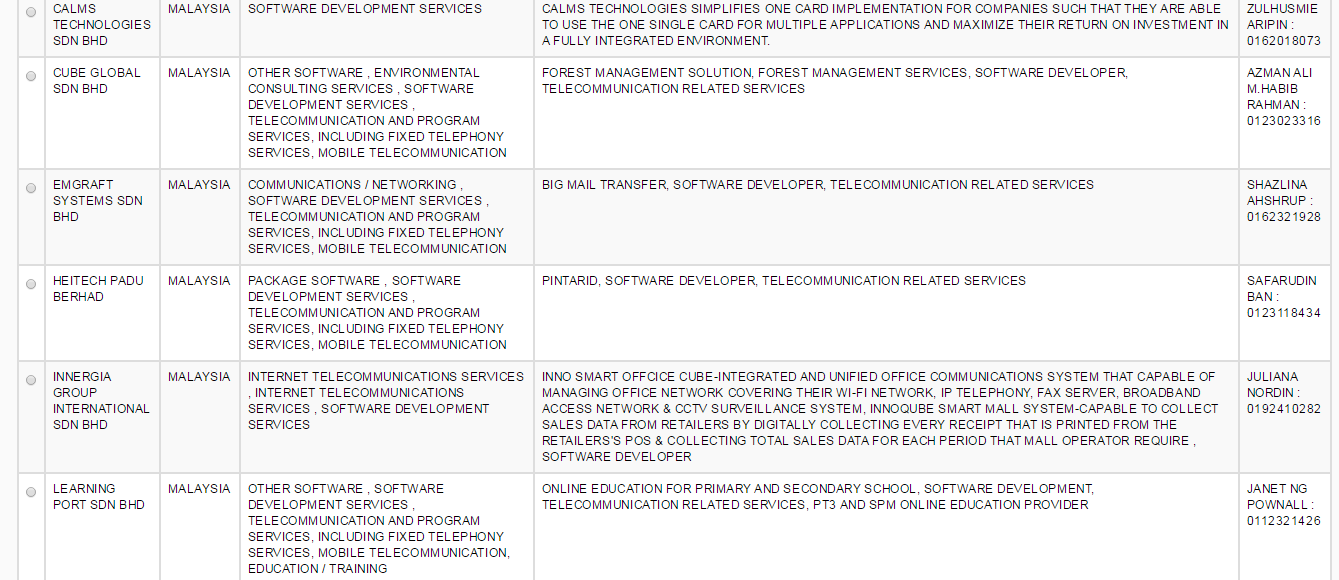 CALMS
TECHNOLOGIES
SDN BHD
MALAYSIA
SOFTWARE DEVELOPMENT SERVICES
CALMS TECHNOLOGIES SIMPLIFIES ONE CARD IMPLEMENTATION FOR COMPANIES SUCH THAT THEY ARE ABLE
TO USE THE ONE SINGLE CARD FOR MULTIPLE APPLICATIONS AND MAXIMIZE THEIR RETURN ON INVESTMENT IN
A FULLY INTEGRATED ENVIRONMENT.
ZULHUSMIE
ARIPIN :
0162018073
CUBE GLOBAL
SDN BHD
MALAYSIA
OTHER SOFTWARE , ENVIRONMENTAL
CONSULTING SERVICES , SOFTWARE
DEVELOPMENT SERVICES ,
TELECOMMUNICATION AND PROGRAM
SERVICES, INCLUDING FIXED TELEPHONY
SERVICES, MOBILE TELECOMMUNICATION
FOREST MANAGEMENT SOLUTION, FOREST MANAGEMENT SERVICES, SOFTWARE DEVELOPER,
TELECOMMUNICATION RELATED SERVICES
AZMAN ALI
M.HABIB
RAHMAN :
0123023316
EMGRAFT
SYSTEMS SDN
BHD
MALAYSIA
COMMUNICATIONS / NETWORKING ,
SOFTWARE DEVELOPMENT SERVICES ,
TELECOMMUNICATION AND PROGRAM
SERVICES, INCLUDING FIXED TELEPHONY
SERVICES, MOBILE TELECOMMUNICATION
BIG MAIL TRANSFER, SOFTWARE DEVELOPER, TELECOMMUNICATION RELATED SERVICES
SHAZLINA
AHSHRUP :
0162321928
HEITECH PADU
BERHAD
MALAYSIA
PACKAGE SOFTWARE , SOFTWARE
DEVELOPMENT SERVICES ,
TELECOMMUNICATION AND PROGRAM
SERVICES, INCLUDING FIXED TELEPHONY
SERVICES, MOBILE TELECOMMUNICATION
PINTARID, SOFTWARE DEVELOPER, TELECOMMUNICATION RELATED SERVICES
SAFARUDIN
BAN :
0123118434
INNERGIA
GROUP
INTERNATIONAL
SDN BHD
MALAYSIA
INTERNET TELECOMMUNICATIONS SERVICES
, INTERNET TELECOMMUNICATIONS
SERVICES , SOFTWARE DEVELOPMENT
SERVICES
INNO SMART OFFCICE CUBE-INTEGRATED AND UNIFIED OFFICE COMMUNICATIONS SYSTEM THAT CAPABLE OF
MANAGING OFFICE NETWORK COVERING THEIR WI-FI NETWORK, IP TELEPHONY, FAX SERVER, BROADBAND
ACCESS NETWORK & CCTV SURVEILLANCE SYSTEM, INNOQUBE SMART MALL SYSTEM-CAPABLE TO COLLECT
SALES DATA FROM RETAILERS BY DIGITALLY COLLECTING EVERY RECEIPT THAT IS PRINTED FROM THE
RETAILERS'S POS & COLLECTING TOTAL SALES DATA FOR EACH PERIOD THAT MALL OPERATOR REQUIRE ,
SOFTWARE DEVELOPER
JULIANA
NORDIN :
0192410282
LEARNING
PORT SDN BHD
MALAYSIA
OTHER SOFTWARE , SOFTWARE
DEVELOPMENT SERVICES ,
TELECOMMUNICATION AND PROGRAM
SERVICES, INCLUDING FIXED TELEPHONY
SERVICES, MOBILE TELECOMMUNICATION,
EDUCATION / TRAINING
ONLINE EDUCATION FOR PRIMARY AND SECONDARY SCHOOL, SOFTWARE DEVELOPMENT,
TELECOMMUNICATION RELATED SERVICES, PT3 AND SPM ONLINE EDUCATION PROVIDER
JANET NG
POWNALL :
0112321426